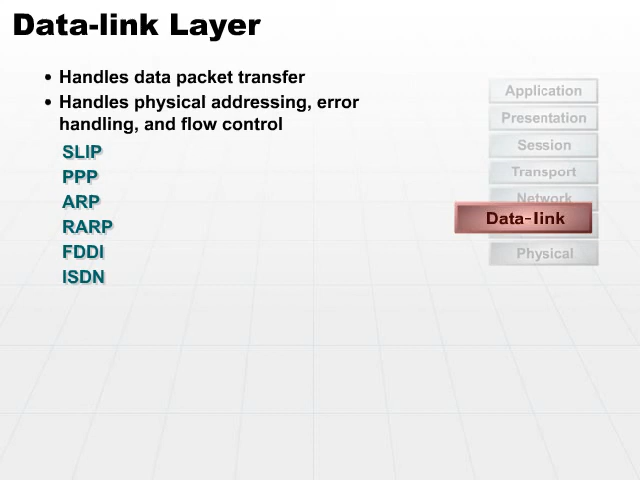 Data-link Layer
• Handles data packet transfer
• Handles physical addressing, error
handling, and flow control
SLIP
PPP
ARP
RARP
FDDI
ISDN
Application
Presentation
Session
Transport
Network
Data-link
Physical